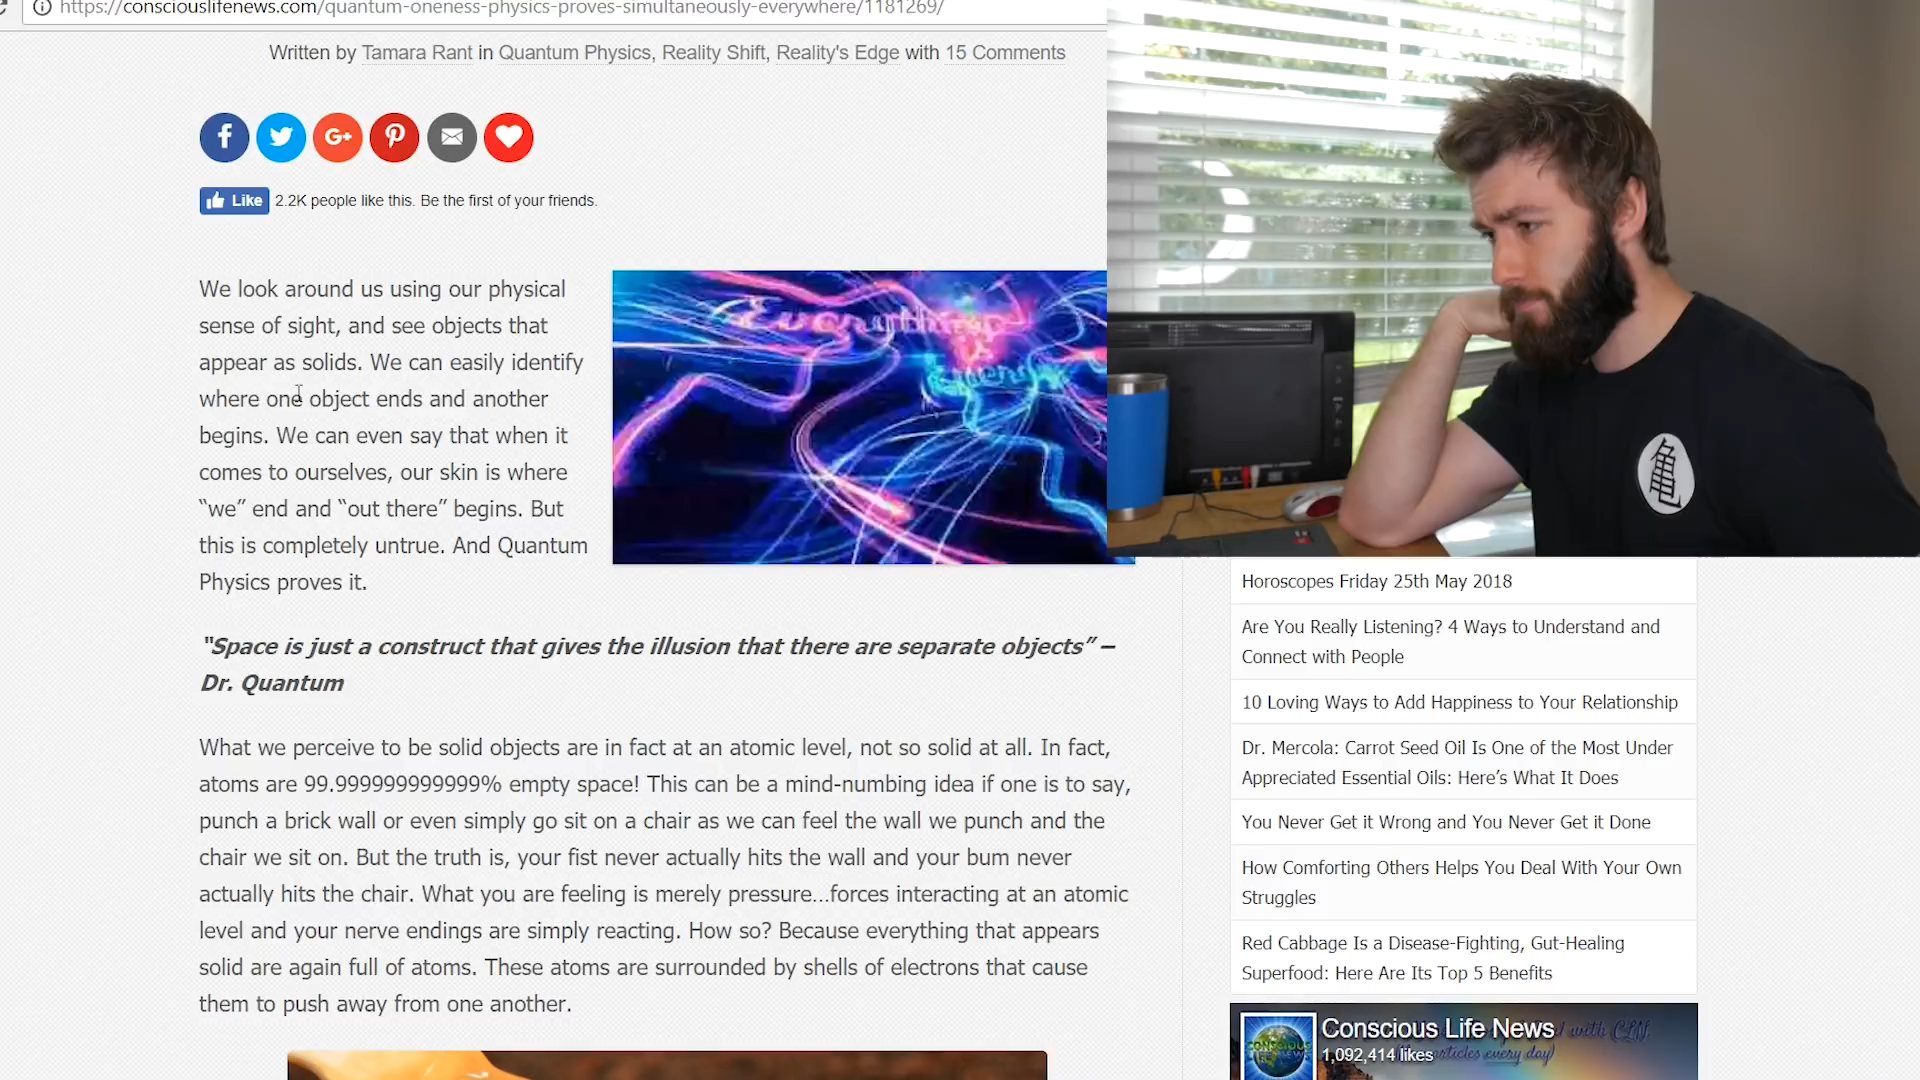 https://consciouslifenews.com/quantum-oneness-physics-proves-simultaneously-everywhere/1181269/
Written by Tamara Rant in Quantum Physics, Reality Shift, Reality's Edge with 15 Comments
f G+
Like 2.2K people like this. Be the first of your friends.
We look around us using our physical
sense of sight, and see objects that
appear as solids. We can easily identify
where one object ends and another
begins. We can even say that when it
comes to ourselves, our skin is where
“we” end and “out there” begins. But
this is completely untrue. And Quantum
Physics proves it.
Everything
is
“Space is just a construct that gives the illusion that there are separate objects” –
Dr. Quantum
What we perceive to be solid objects are in fact at an atomic level, not so solid at all. In fact,
atoms are 99.999999999999% empty space! This can be a mind-numbing idea if one is to say,
punch a brick wall or even simply go sit on a chair as we can feel the wall we punch and the
chair we sit on. But the truth is, your fist never actually hits the wall and your bum never
actually hits the chair. What you are feeling is merely pressure…forces interacting at an atomic
level and your nerve endings are simply reacting. How so? Because everything that appears
solid are again full of atoms. These atoms are surrounded by shells of electrons that cause
them to push away from one another.
亀
Horoscopes Friday 25th May 2018
Are You Really Listening? 4 Ways to Understand and
Connect with People
10 Loving Ways to Add Happiness to Your Relationship
Dr. Mercola: Carrot Seed Oil Is One of the Most Under
Appreciated Essential Oils: Here’s What It Does
You Never Get it Wrong and You Never Get it Done
How Comforting Others Helps You Deal With Your Own
Struggles
Red Cabbage Is a Disease-Fighting, Gut-Healing
Superfood: Here Are Its Top 5 Benefits
Conscious Life News with CLN
1,092,414 likes articles every day)